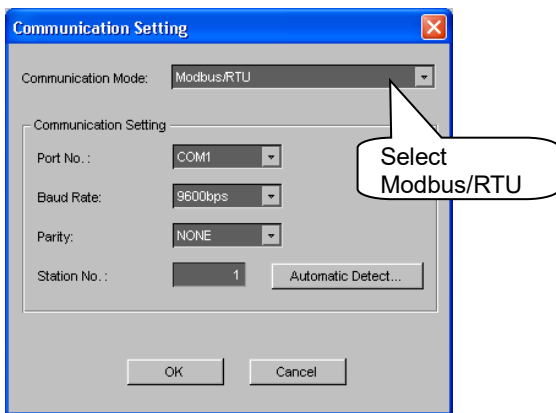 Communication Setting
Communication Mode: Modbus/RTU
Communication Setting
Port No. : COM1
Baud Rate: 9600bps
Parity: NONE
Station No. : 1 Automatic Detect...
OK Cancel
Select
Modbus/RTU